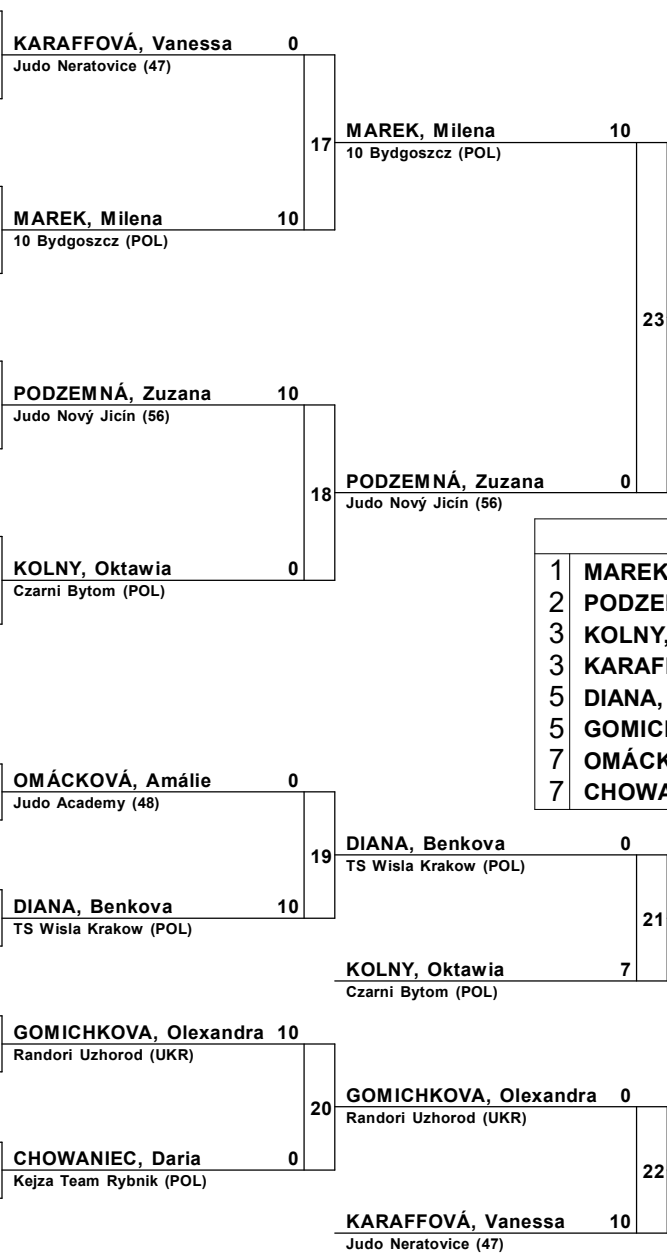 KARAFFOVÁ, Vanessa 0
Judo Neratovice (47)
17
MAREK, Milena 10
10 Bydgoszcz (POL)
MAREK, Milena 10
10 Bydgoszcz (POL)
23
PODZEMNÁ, Zuzana 10
Judo Nový Jicín (56)
18
PODZEMNÁ, Zuzana 0
Judo Nový Jicín (56)
KOLNY, Oktawia 0
Czarni Bytom (POL)
1 MAREK
2
3 KOLNY,
3
5 DIANA,
5
7
7
OMÁCKOVÁ, Amálie 0
Judo Academy (48)
19
DIANA, Benkova 0
TS Wisla Krakow (POL)
DIANA, Benkova 10
TS Wisla Krakow (POL)
21
KOLNY, Oktawia 7
Czarni Bytom (POL)
GOMICHKOVA, Olexandra 10
Randori Uzhorod (UKR)
20
GOMICHKOVA, Olexandra 0
Randori Uzhorod (UKR)
CHOWANIEC, Daria 0
Kejza Team Rybnik (POL)
22
KARAFFOVÁ, Vanessa 10
Judo Neratovice (47)